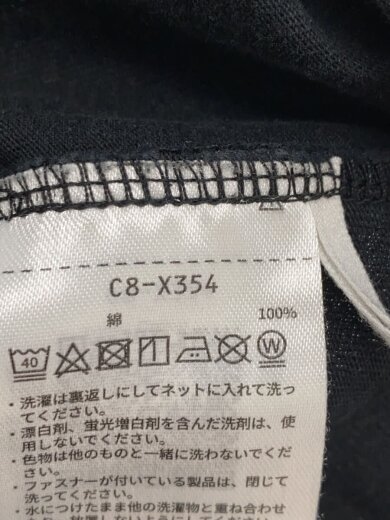 C8-X354
綿 100%
40 W
・洗濯は裏返しにしてネットに入れて洗っ
てください。
・漂白剤、蛍光増白剤を含んだ洗剤は、使
用しないでください。
・色物は他のものと一緒に洗わないでくだ
さい。
・ファスナーが付いている製品は、閉じて
洗ってください。
・水につけたまま他の洗濯物と重ね合わせ